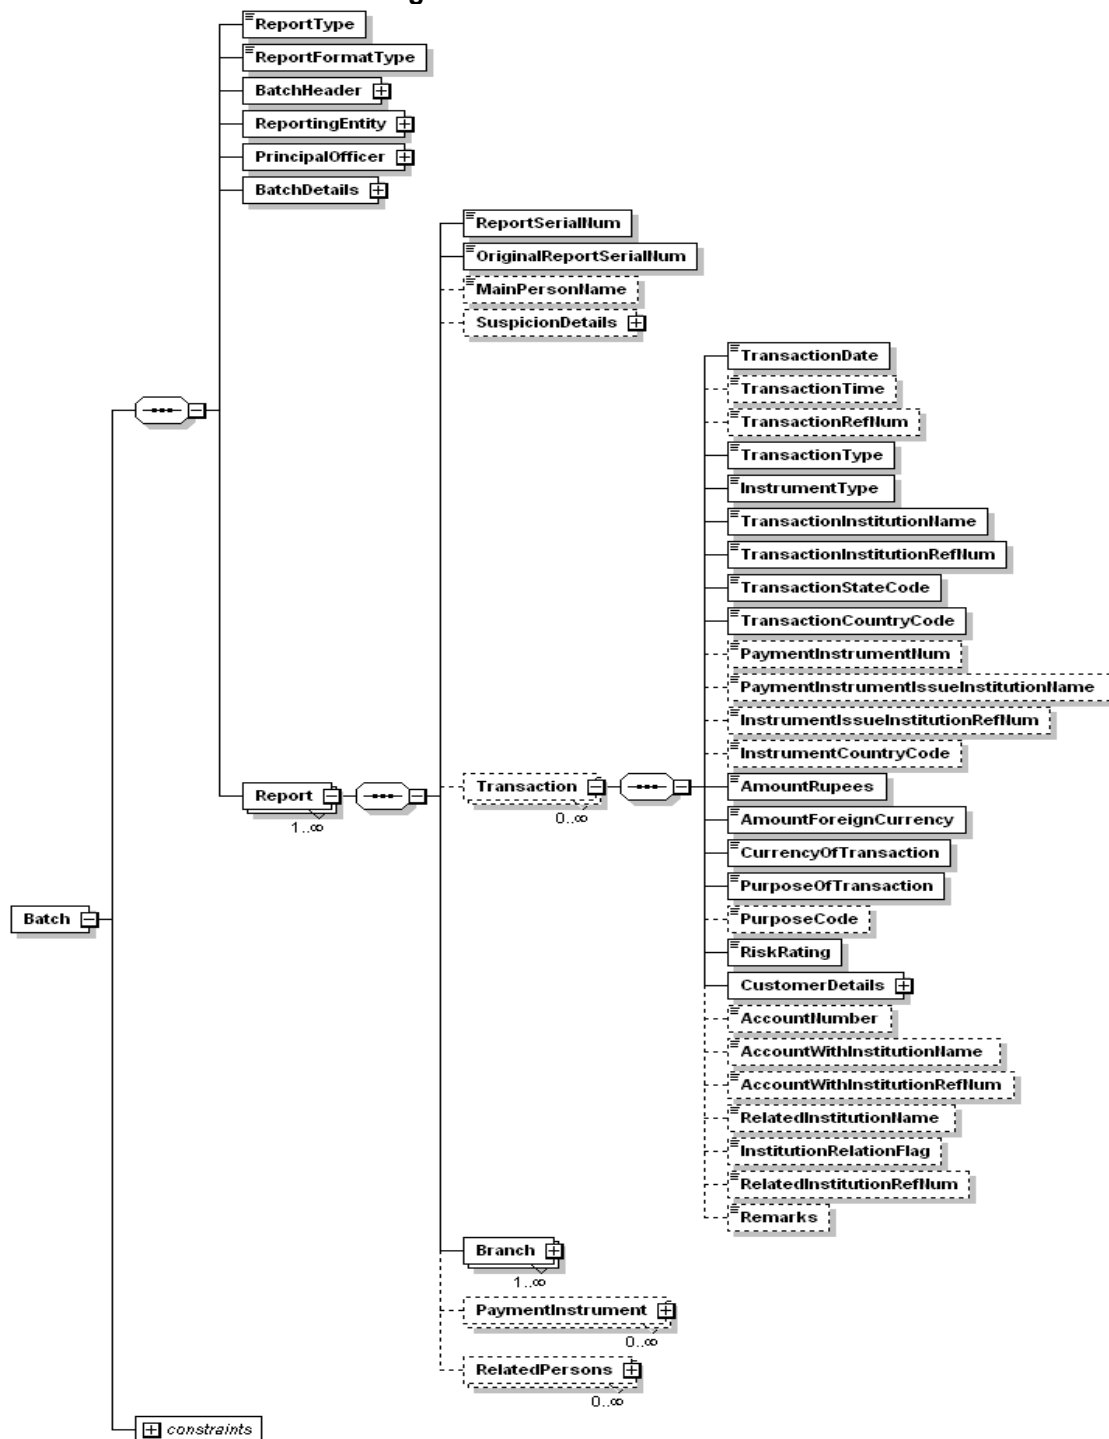 ReportType
ReportFormatType
BatchHeader
ReportingEntity
PrincipalOfficer
BatchDetails
ReportSerialNum
OriginalReportSerialNum
MainPersonName
SuspicionDetails
TransactionDate
TransactionTime
TransactionRefNum
TransactionType
InstrumentType
TransactionInstitutionName
TransactionInstitutionRefNum
TransactionStateCode
TransactionCountryCode
PaymentInstrumentNum
PaymentInstrumentIssueInstitutionName
InstrumentIssueInstitutionRefNum
InstrumentCountryCode
Report
1..∞
Transaction
0..∞
AmountRupees
AmountForeignCurrency
CurrencyOfTransaction
PurposeOfTransaction
PurposeCode
Batch
RiskRating
CustomerDetails
AccountNumber
AccountWithInstitutionName
AccountWithInstitutionRefNum
RelatedInstitutionName
InstitutionRelationFlag
RelatedInstitutionRefNum
Remarks
Branch
1..∞
PaymentInstrument
0..∞
RelatedPersons
0..∞
constraints